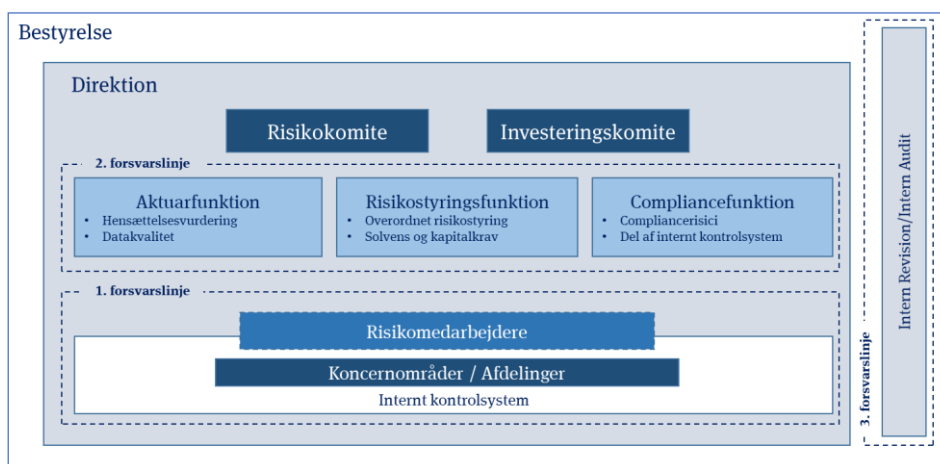 Bestyrelse
Direktion
Risikokomite
Investeringskomite
2. forsvarslinje
Aktuarfunktion
• Hensættelsesvurdering
• Datakvalitet
Risikostyringsfunktion
• Overordnet risikostyring
• Solvens og kapitalkrav
Compliancefunktion
• Compliancerisici
• Del af internt kontrolsystem
1. forsvarslinje
Risikomedarbejdere
Koncernområder / Afdelinger
Internt kontrolsystem
3. forsvarslinje
Intern Revision/Intern Audit